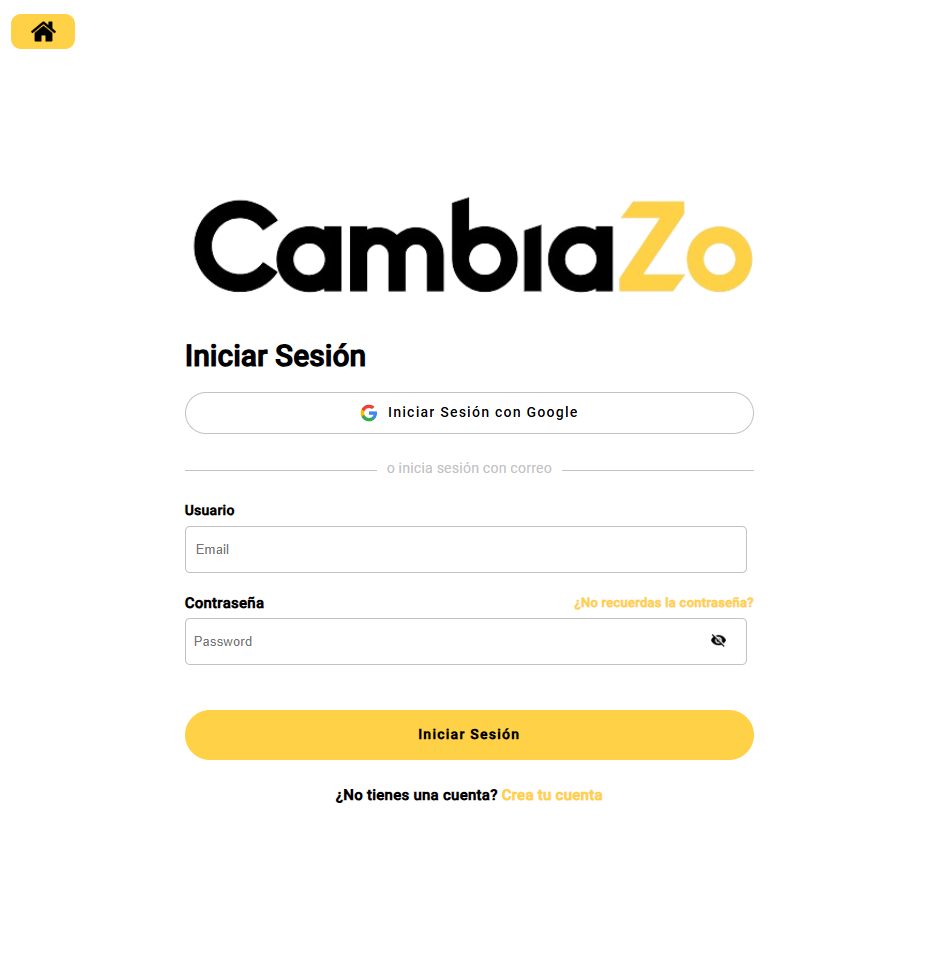 CambiaZo
Iniciar Sesión
Iniciar Sesión con Google
o inicia sesión con correo
Usuario
Email
Contraseña ¿No recuerdas la contraseña?
Password
Iniciar Sesión
¿No tienes una cuenta? Crea tu cuenta